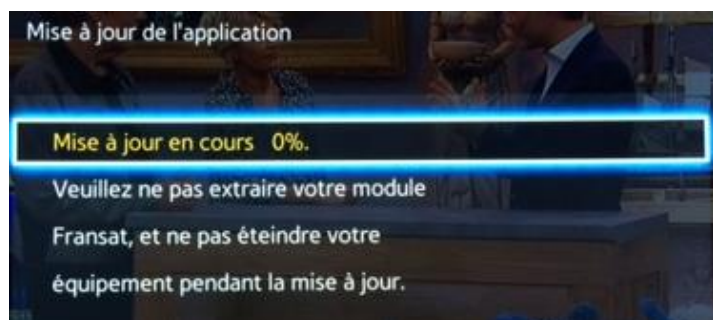 Mise à jour de l'application
Mise à jour en cours 0%.
Veuillez ne pas extraire votre module
Fransat, et ne pas éteindre votre
équipement pendant la mise à jour.